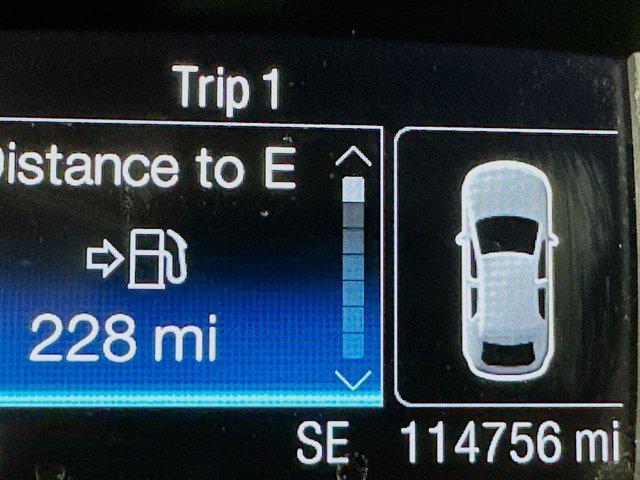 Trip 1
Distance to E
228 mi
SE 114756 mi